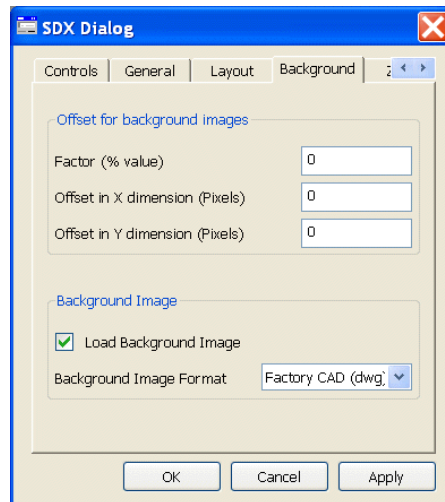 SDX Dialog
Controls General Layout Background
Offset for background images
Factor (% value) 0
Offset in X dimension (Pixels) 0
Offset in Y dimension (Pixels) 0
Background Image
Load Background Image
Background Image Format Factory CAD (dwg)
OK Cancel Apply